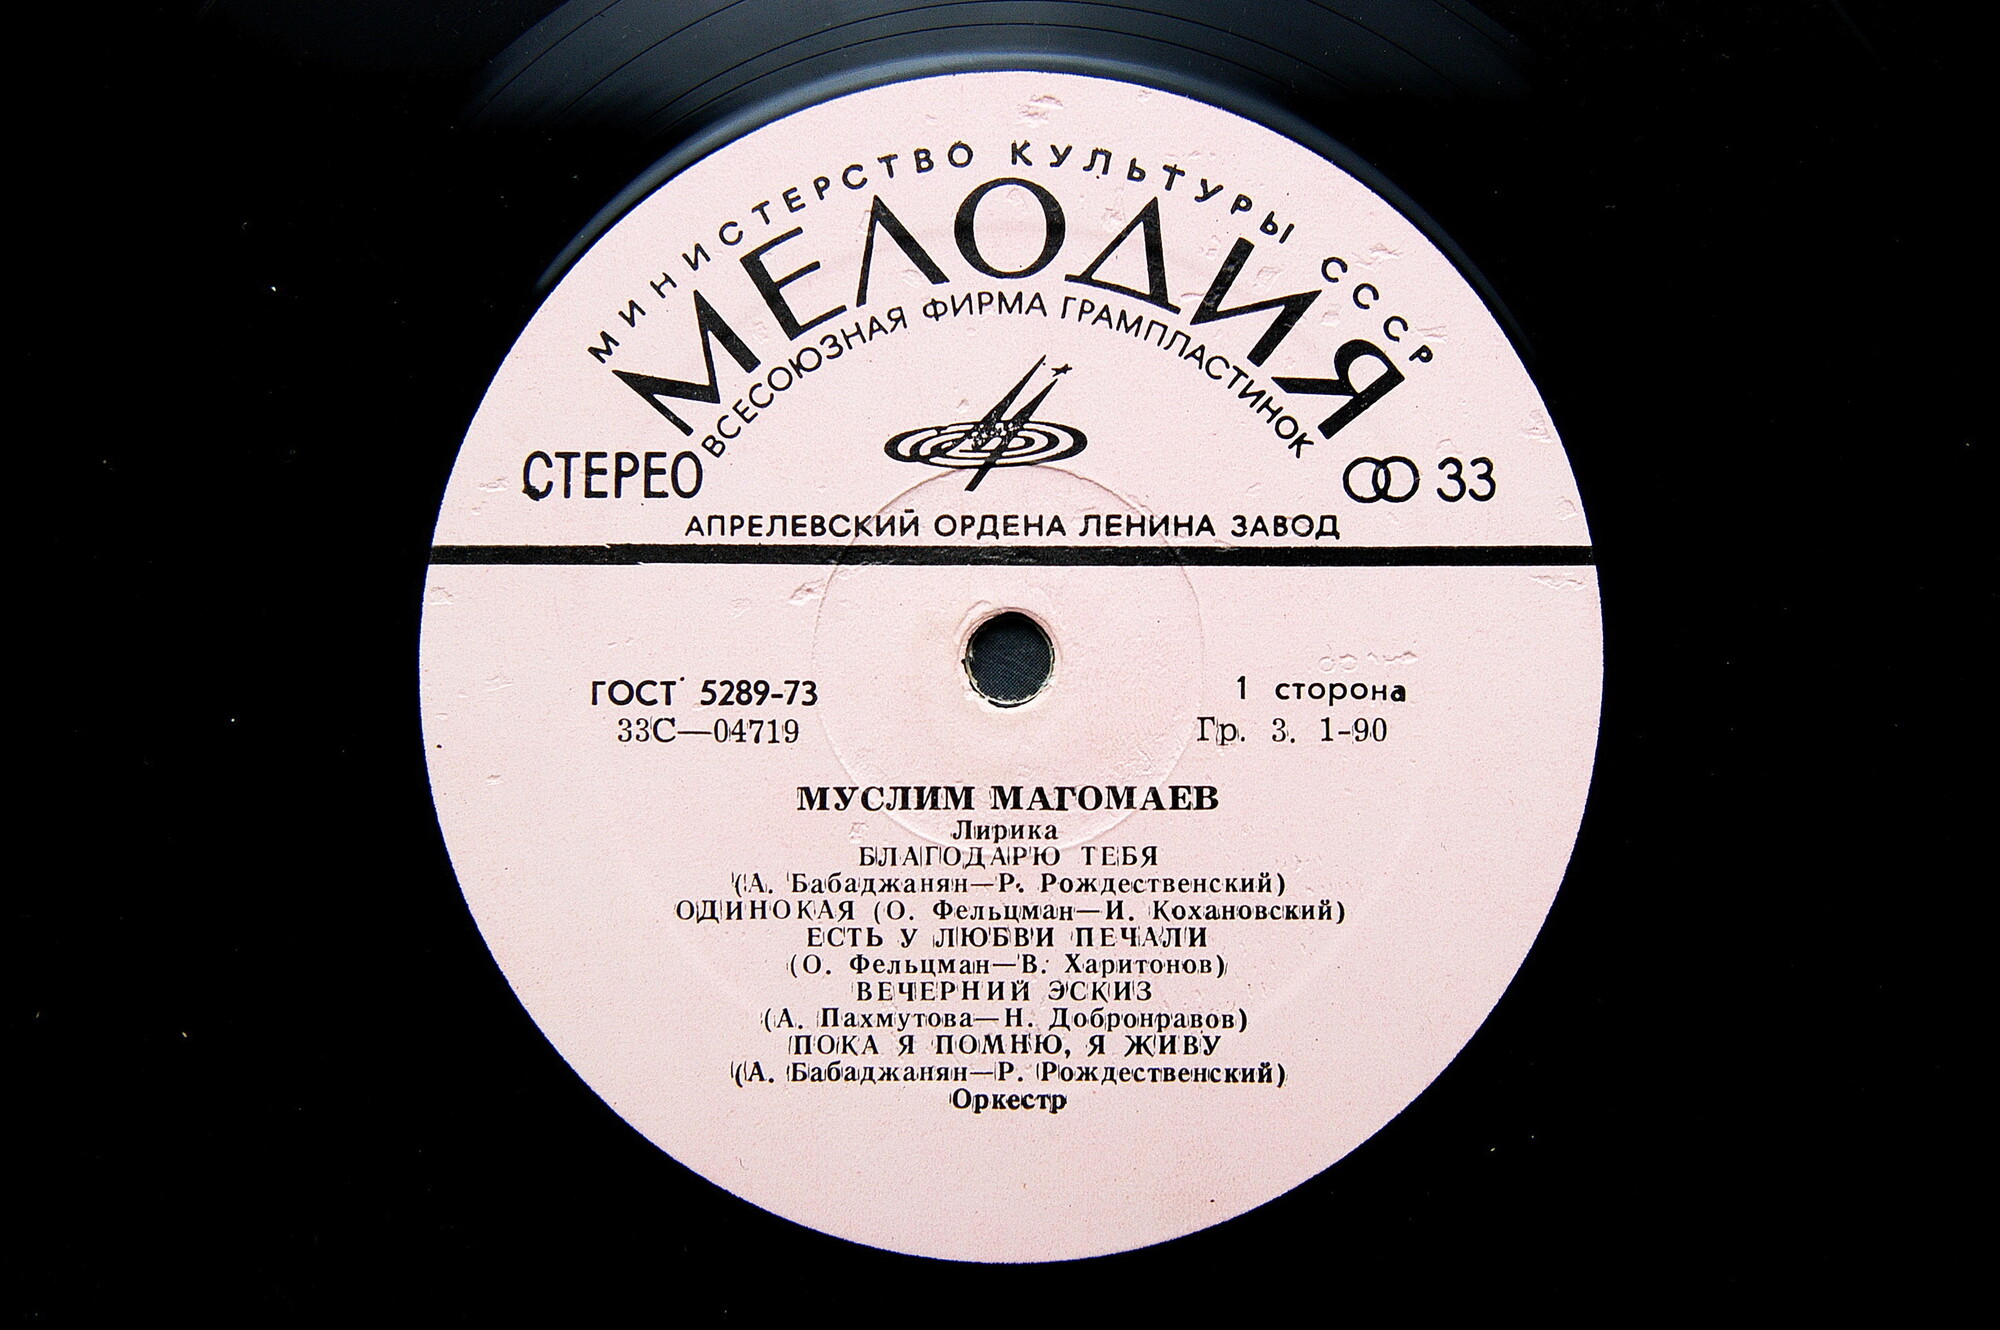 МИНИСТЕРСТВО КУЛЬТУРЫ СССР
МЕЛОДИЯ
ВСЕСОЮЗНАЯ ФИРМА ГРАМПЛАСТИНОК
СТЕРЕО
33
АПРЕЛЕВСКИЙ ОРДЕНА ЛЕНИНА ЗАВОД
ГОСТ 5289-73
1 сторона
33С—04719
Гр. 3. 1-90
МУСЛИМ МАГОМАЕВ
Лирика
БЛАГОДАРЮ ТЕБЯ
(А. Бабаджанян—Р. Рождественский)
ОДИНОКАЯ (О. Фельцман—И. Кохановский)
ЕСТЬ У ЛЮБВИ ПЕЧАЛИ
(О. Фельцман—В. Харитонов)
ВЕЧЕРНИЙ ЭСКИЗ
(А. Пахмутова—Н. Добронравов)
ПОКА Я ПОМНЮ, Я ЖИВУ
(А. Бабаджанян—Р. Рождественский)
Оркестр